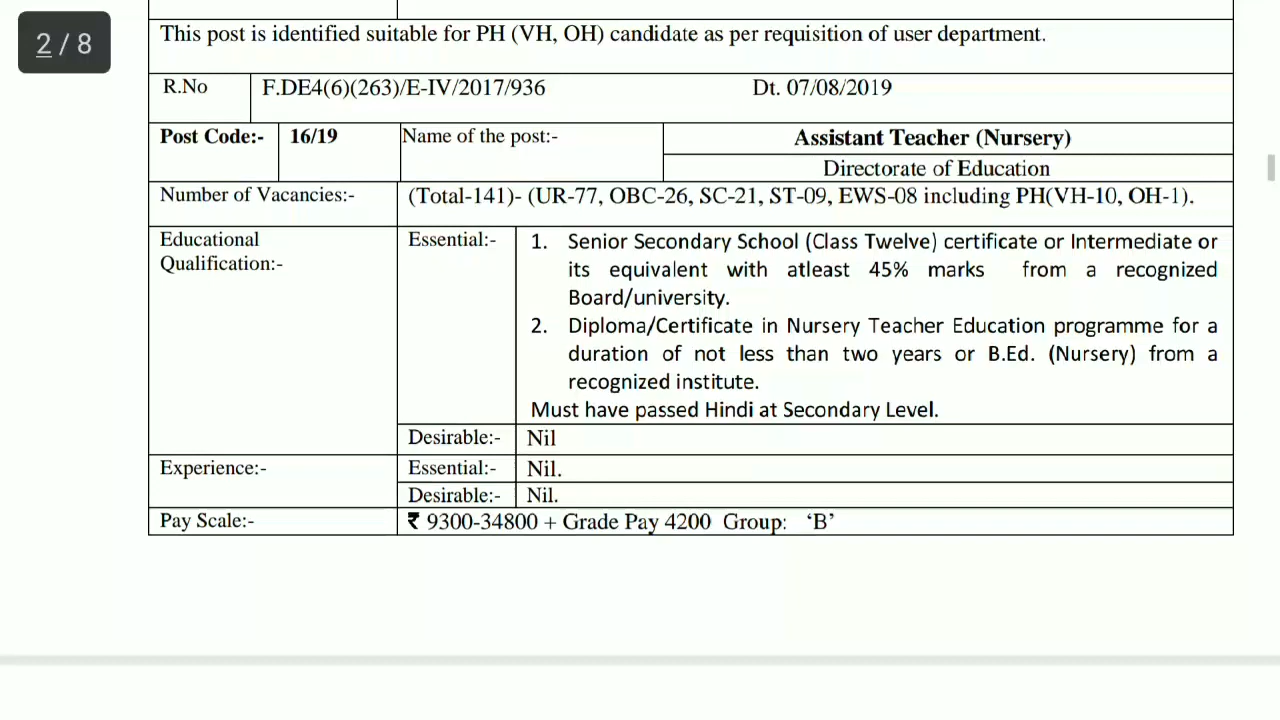 2 / 8
This post is identified suitable for PH (VH, OH) candidate as per requisition of user department.
R.No F.DE4(6)(263)/E-IV/2017/936 Dt. 07/08/2019
Post Code:- 16/19 Name of the post:- Assistant Teacher (Nursery)
Directorate of Education
Number of Vacancies:- (Total-141)- (UR-77, OBC-26, SC-21, ST-09, EWS-08 including PH(VH-10, OH-1).
Educational Qualification:- Essential:- 1. Senior Secondary School (Class Twelve) certificate or Intermediate or
its equivalent with atleast 45% marks from a recognized
Board/university.
2. Diploma/Certificate in Nursery Teacher Education programme for a
duration of not less than two years or B.Ed. (Nursery) from a
recognized institute.
Must have passed Hindi at Secondary Level.
Desirable:- Nil
Experience:- Essential:- Nil.
Desirable:- Nil.
Pay Scale:- ₹ 9300-34800 + Grade Pay 4200 Group: ‘B’